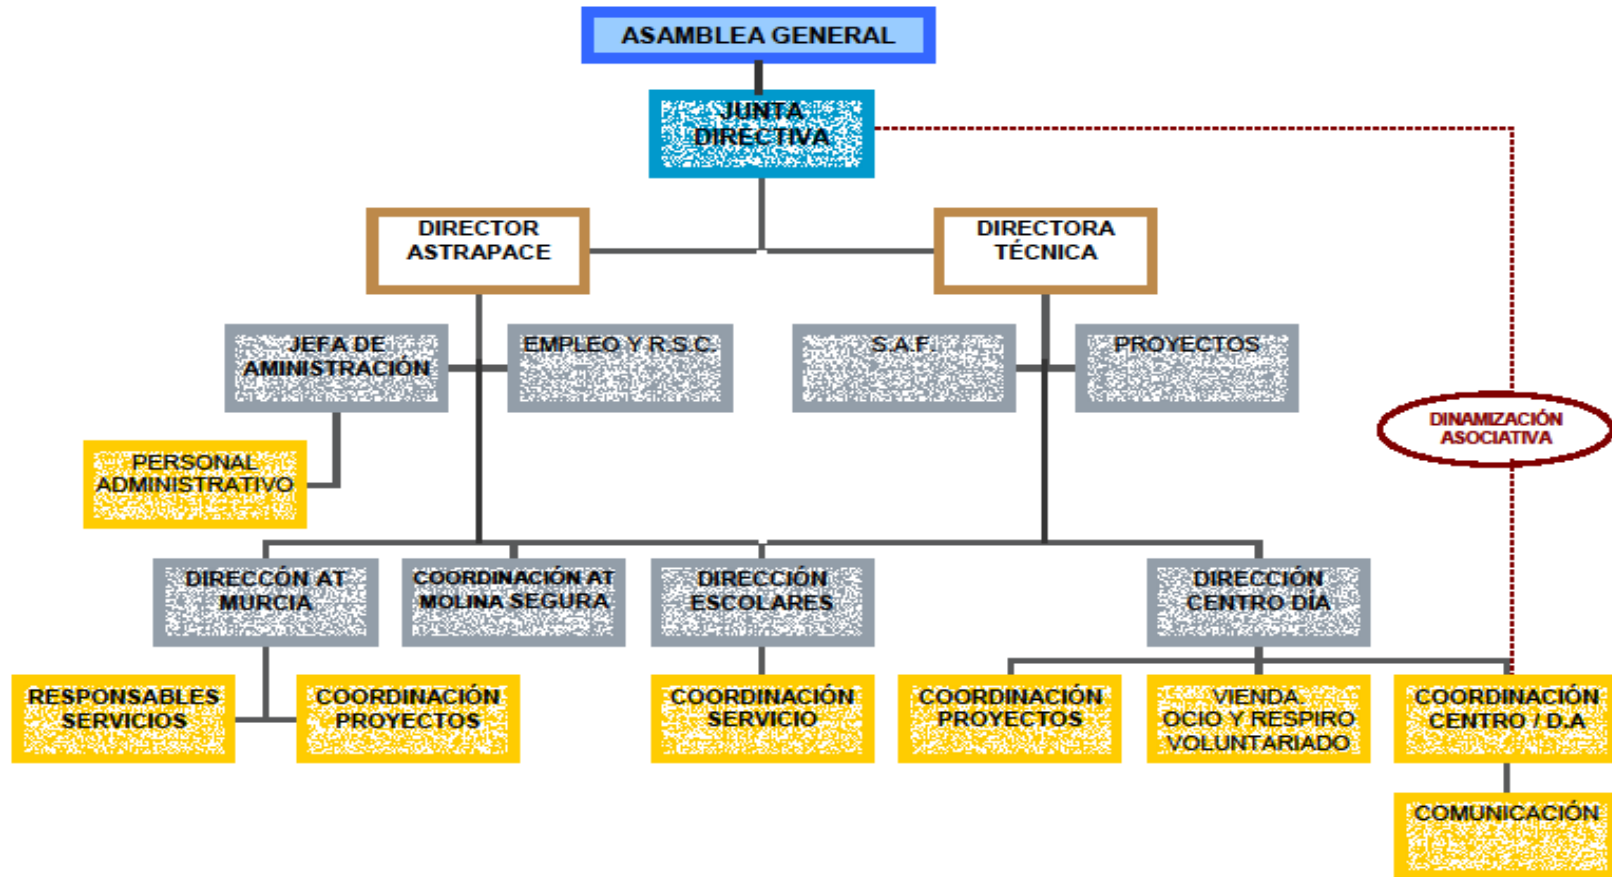 ASAMBLEA GENERAL
JUNTA
DIRECTIVA
DIRECTOR
ASTRAPACE
DIRECTORA
TÉCNICA
JEFA DE
AMINISTRACIÓN
EMPLEO Y R.S.C.
S.A.F.
PROYECTOS
DINAMIZACIÓN
ASOCIATIVA
PERSONAL
ADMINISTRATIVO
DIRECCÓN AT
MURCIA
COORDINACIÓN AT
MOLINA SEGURA
DIRECCIÓN
ESCOLARES
DIRECCIÓN
CENTRO DÍA
RESPONSABLES
SERVICIOS
COORDINACIÓN
PROYECTOS
COORDINACIÓN
SERVICIO
COORDINACIÓN
PROYECTOS
VIENDA.
OCIO Y RESPIRO
VOLUNTARIADO
COORDINACIÓN
CENTRO / D.A
COMUNICACIÓN